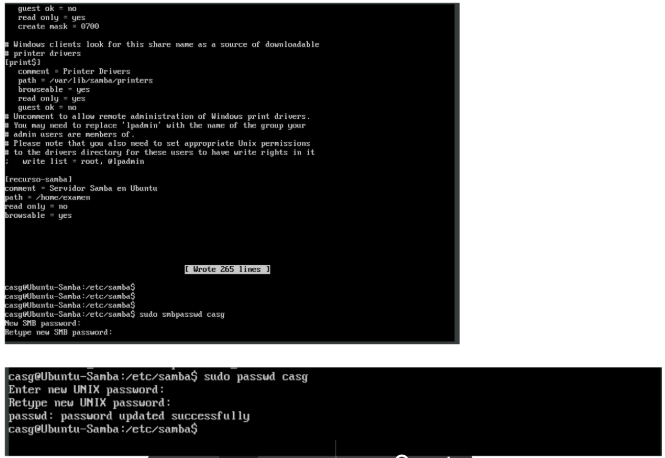 guest ok = no
read only = yes
create mask = 0700
# Windows clients look for this share name as a source of downloadable
# printer drivers
[print$]
comment = Printer Drivers
path = /var/lib/samba/printers
browseable = yes
read only = yes
guest ok = no
# Uncomment to allow remote administration of Windows print drivers.
# You may need to replace 'lpadmin' with the name of the group your
# admin users are members of.
# Please note that you also need to set appropriate Unix permissions
# to the drivers directory for these users to have write rights in it
; write list = root, @lpadmin
[recurso-samba]
comment = Servidor Samba en Ubuntu
path = /home/examen
read only = no
browsable = yes
[ Wrote 265 lines ]
casg@Ubuntu-Samba:/etc/samba$
casg@Ubuntu-Samba:/etc/samba$
casg@Ubuntu-Samba:/etc/samba$
casg@Ubuntu-Samba:/etc/samba$ sudo smbpasswd casg
New SMB password:
Retype new SMB password:
casg@Ubuntu-Samba:/etc/samba$ sudo passwd casg
Enter new UNIX password:
Retype new UNIX password:
passwd: password updated successfully
casg@Ubuntu-Samba:/etc/samba$